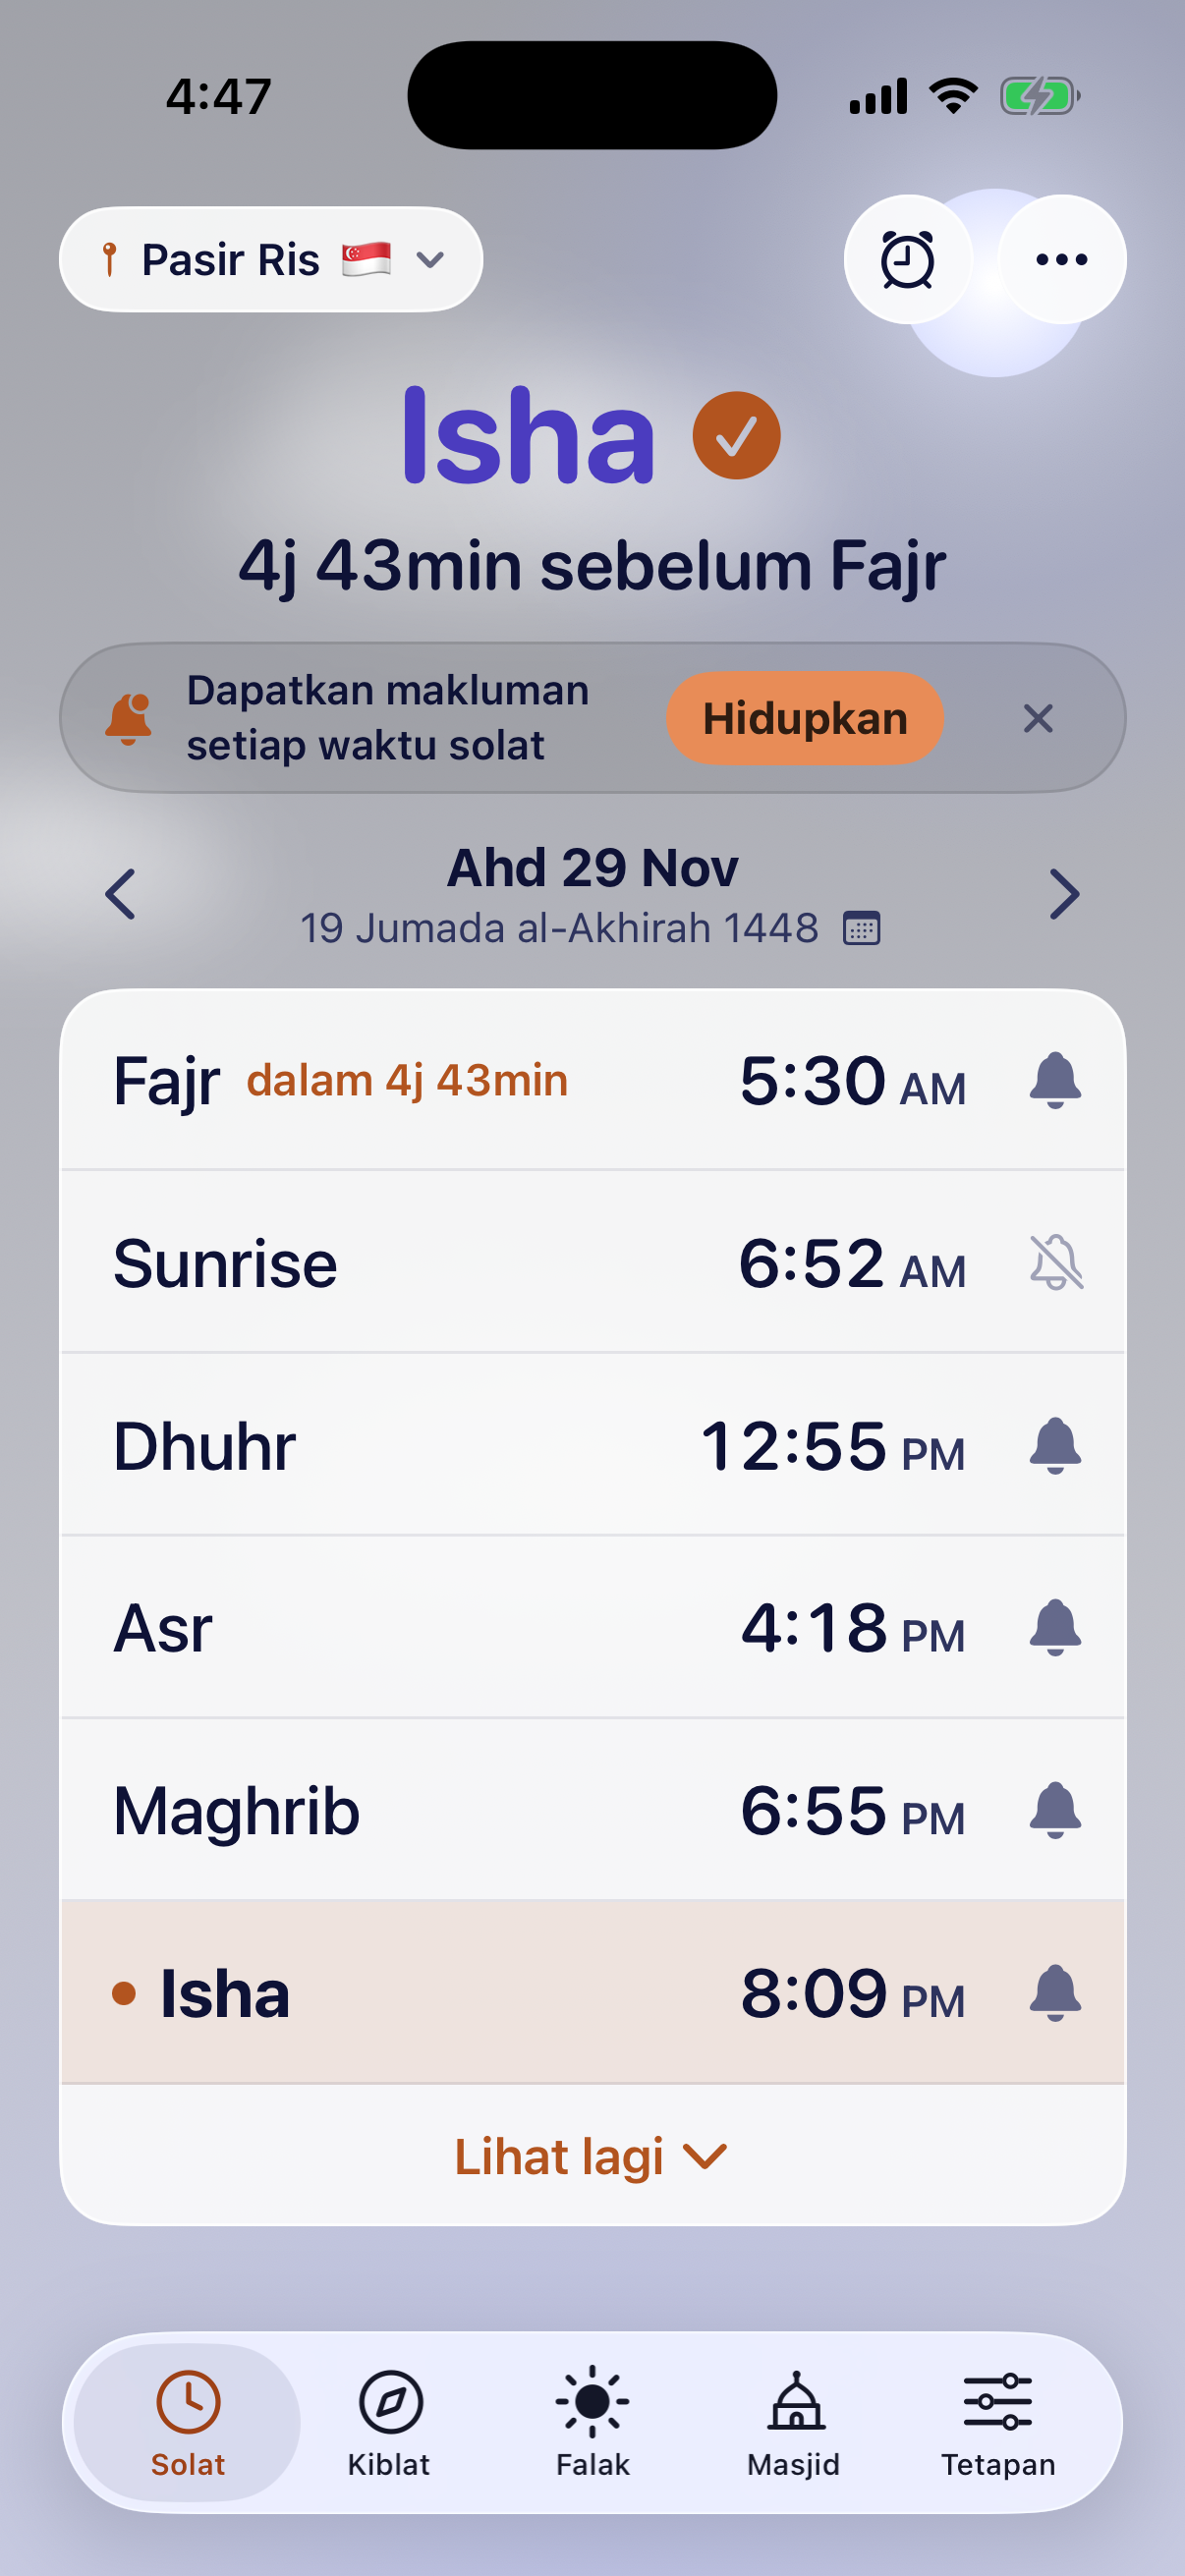 4:47
Pasir Ris 🇸🇬
Isha
4j 43min sebelum Fajr
Dapatkan makluman
setiap waktu solat
Hidupkan
Ahd 29 Nov
19 Jumada al-Akhirah 1448
Fajr dalam 4j 43min 5:30 AM
Sunrise 6:52 AM
Dhuhr 12:55 PM
Asr 4:18 PM
Maghrib 6:55 PM
Isha 8:09 PM
Lihat lagi
Solat Kiblat Falak Masjid Tetapan